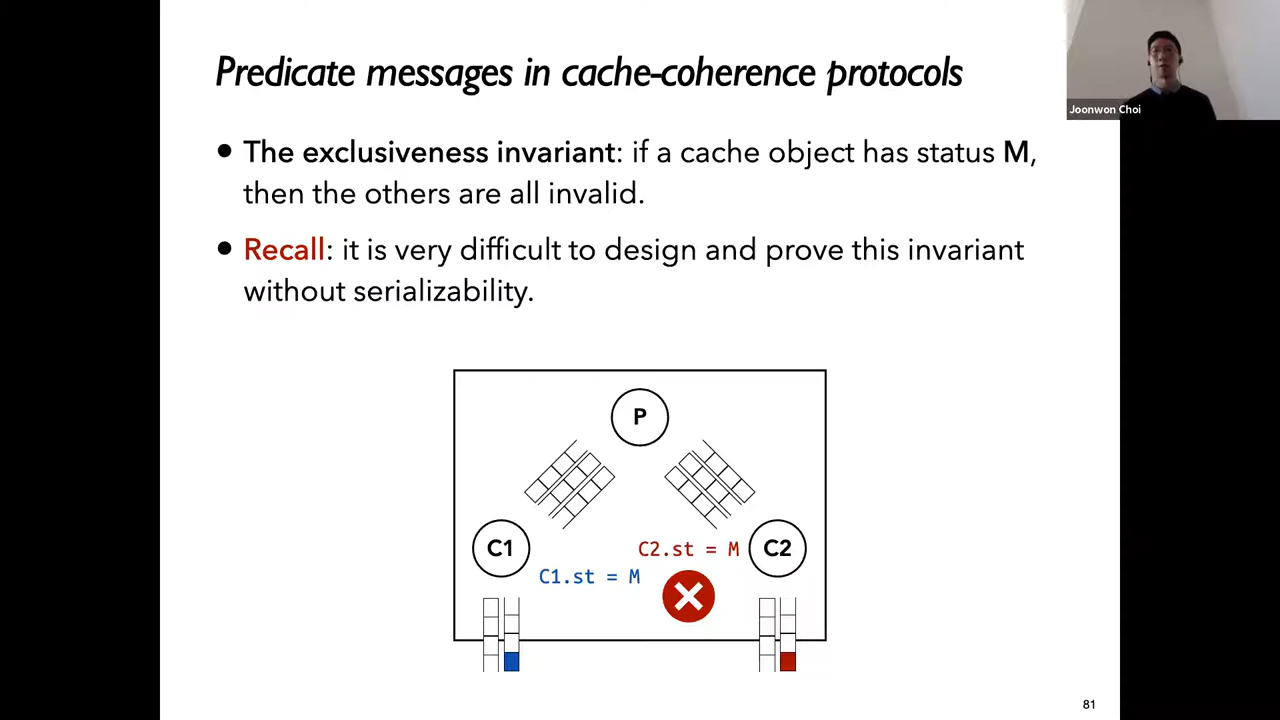 Predicate messages in cache-coherence protocols
Joonwon Choi
• The exclusiveness invariant: if a cache object has status M,
then the others are all invalid.
• Recall: it is very difficult to design and prove this invariant
without serializability.
P
C1
C2.st = M
C2
C1.st = M
81